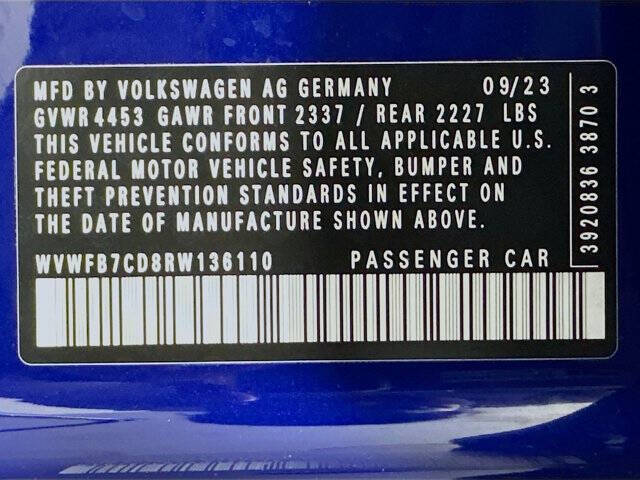 MFD BY VOLKSWAGEN AG GERMANY 09/23
GVWR 4453 GAWR FRONT 2337 / REAR 2227 LBS
THIS VEHICLE CONFORMS TO ALL APPLICABLE U.S.
FEDERAL MOTOR VEHICLE SAFETY, BUMPER AND
THEFT PREVENTION STANDARDS IN EFFECT ON
THE DATE OF MANUFACTURE SHOWN ABOVE.
WVWFB7CD8RW136110 PASSENGER CAR
3920836 3870 3